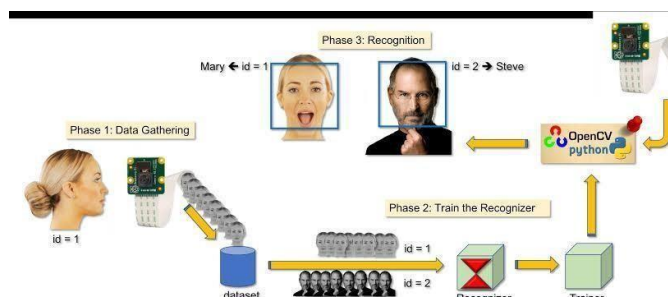 Phase 3: Recognition
Mary ← id = 1
id = 2 → Steve
Phase 1: Data Gathering
OpenCV
python
id = 1
Phase 2: Train the Recognizer
id = 1
id = 2
dataset
Recognizer
Trainer